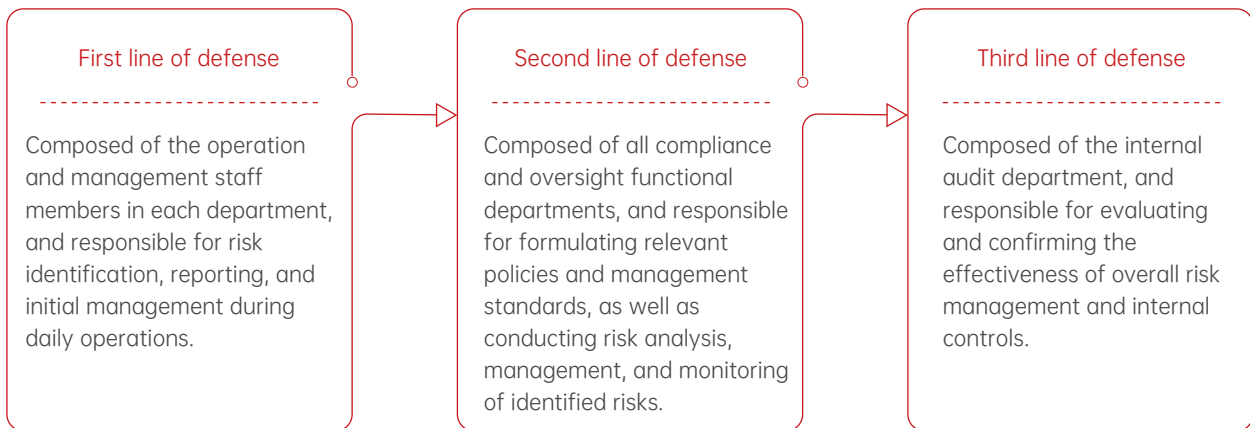 First line of defense
Composed of the operation
and management staff
members in each department,
and responsible for risk
identification, reporting, and
initial management during
daily operations.
Second line of defense
Composed of all compliance
and oversight functional
departments, and responsible
for formulating relevant
policies and management
standards, as well as
conducting risk analysis,
management, and monitoring
of identified risks.
Third line of defense
Composed of the internal
audit department, and
responsible for evaluating
and confirming the
effectiveness of overall risk
management and internal
controls.